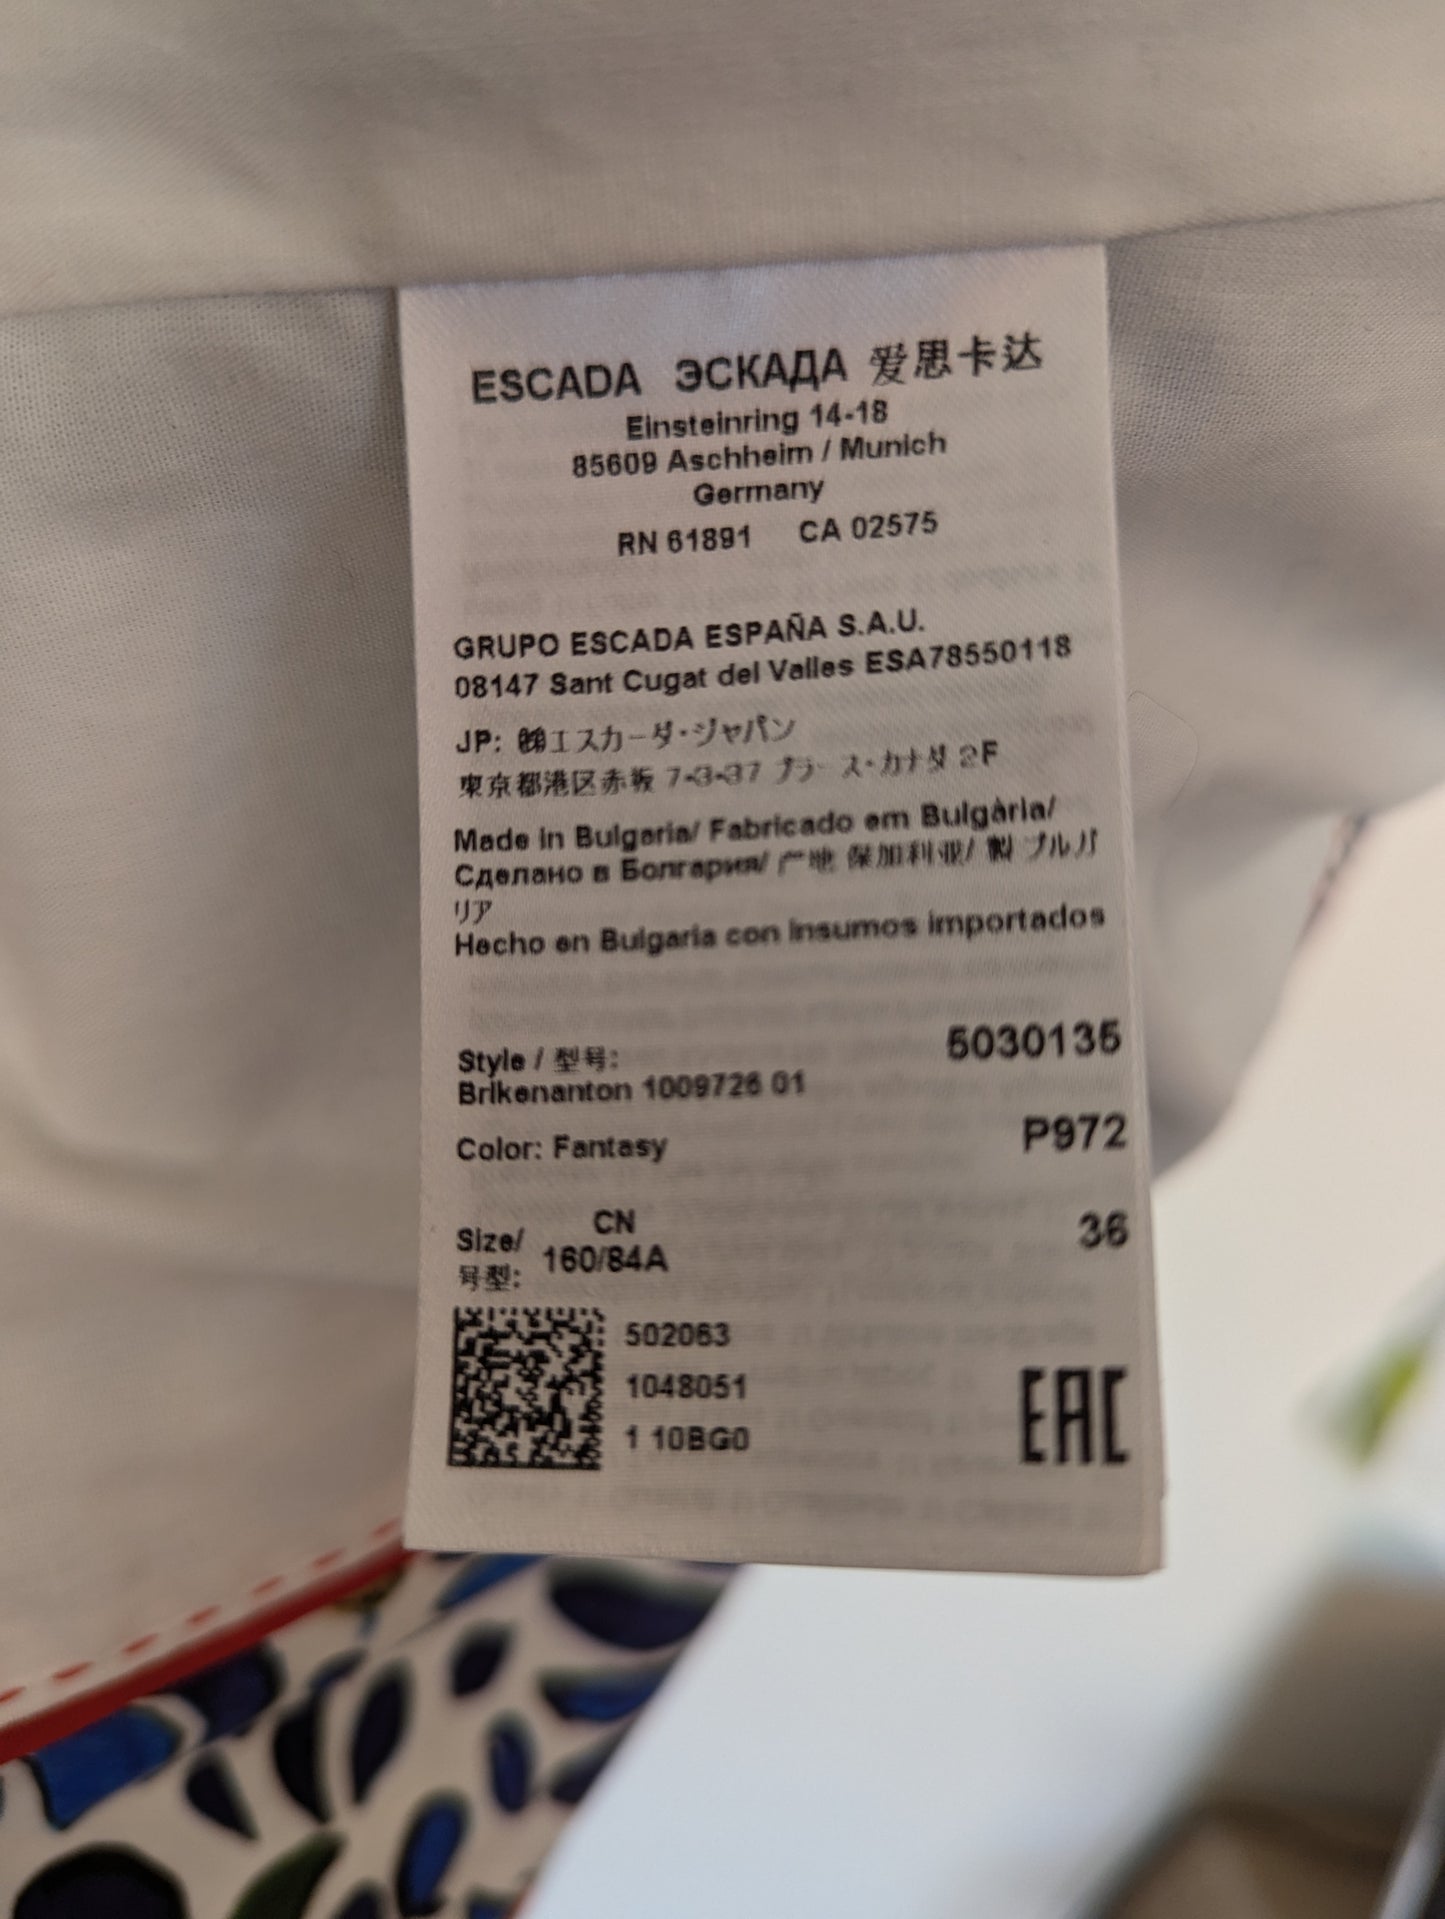 ESCADA ЭСКАДА 爱思卡达
Einsteinring 14-18
85609 Aschheim / Munich
Germany
RN 61891 CA 02575
GRUPO ESCADA ESPAÑA S.A.U.
08147 Sant Cugat del Valles ESA78550118
JP: ㈱エスカーダ・ジャパン
東京都港区赤坂 7-3-37 プラース・カナダ 2F
Made in Bulgaria/ Fabricado em Bulgària/
Сделано в Болгария/ 产地 保加利亚/ 製 ブルガ
リア
Hecho en Bulgaria con insumos importados
Style / 型号: 5030135
Brikenanton 1009726 01
Color: Fantasy P972
CN
Size/ 160/84A 36
号型:
502063
1048051
1 10BG0
EAC